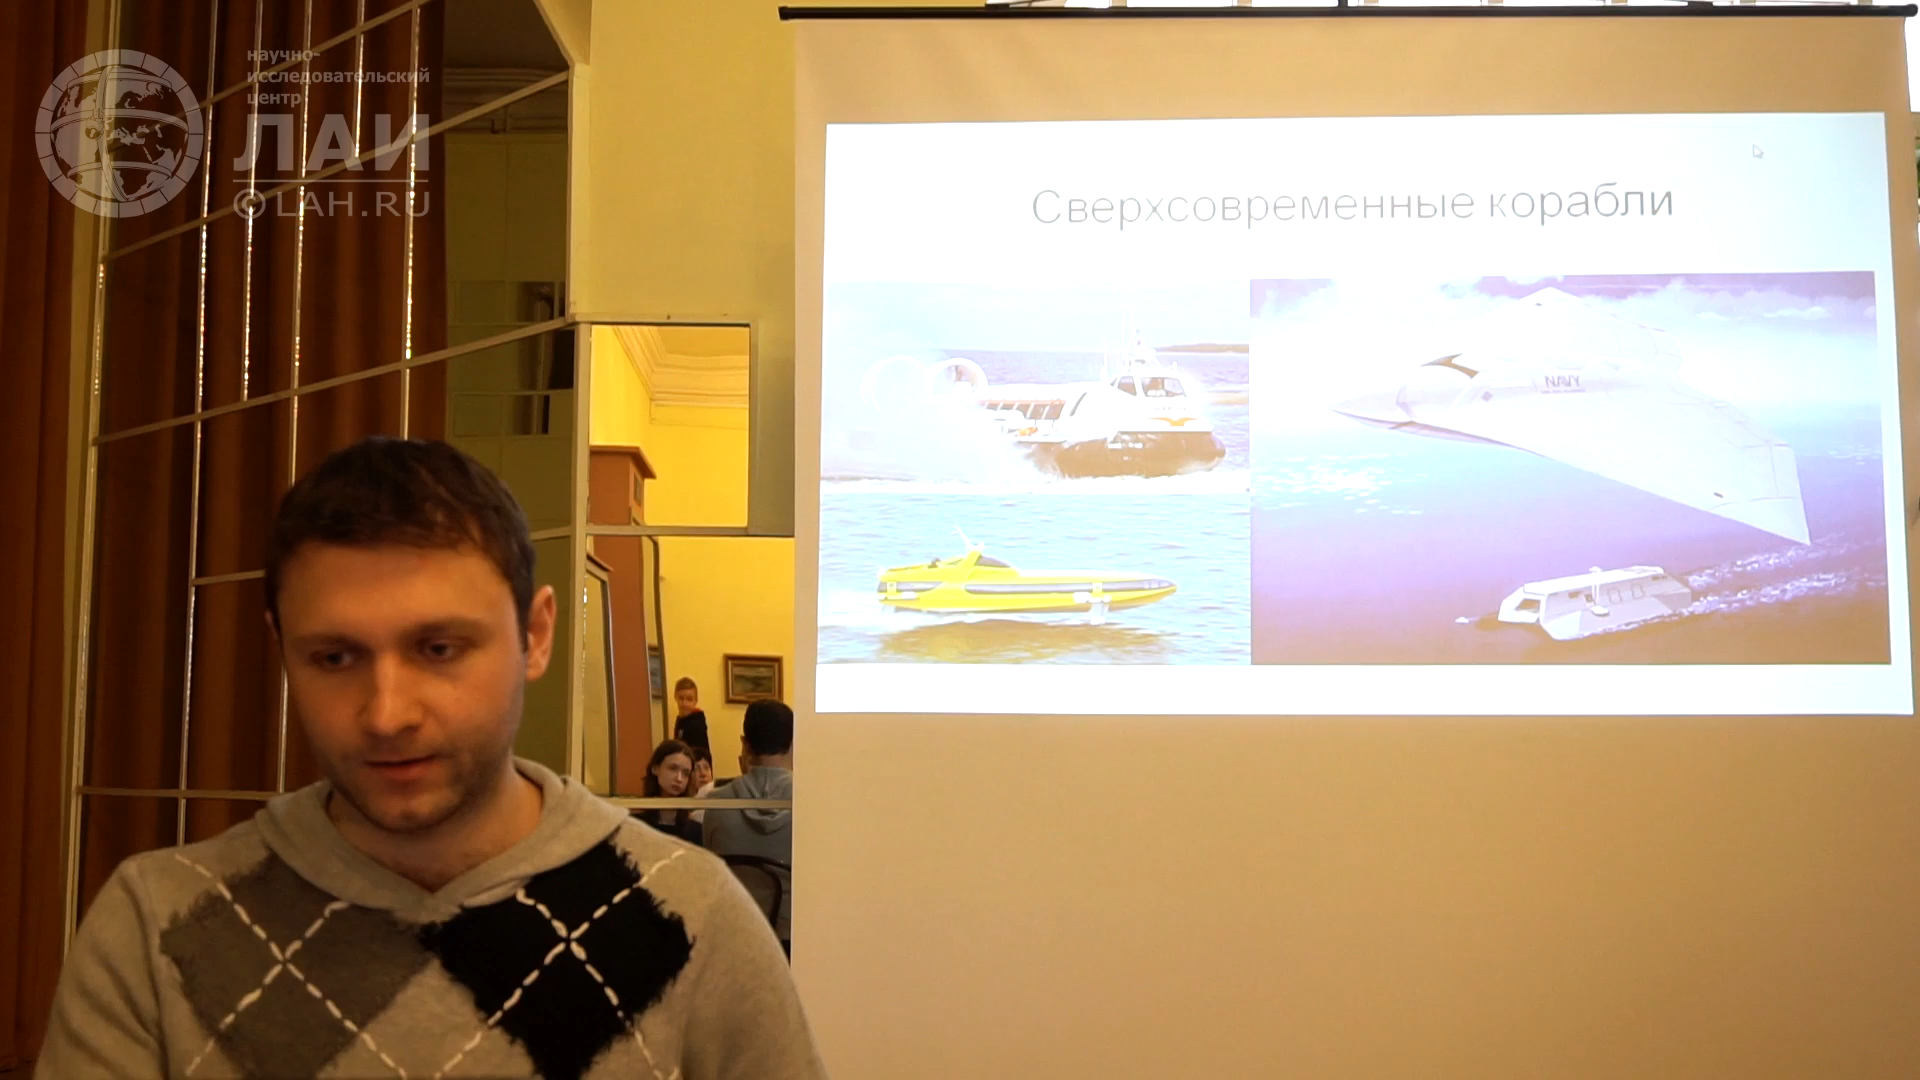 научно-
исследовательский
центр
ЛАИ
© LAH.RU
Сверхсовременные корабли
NAVY